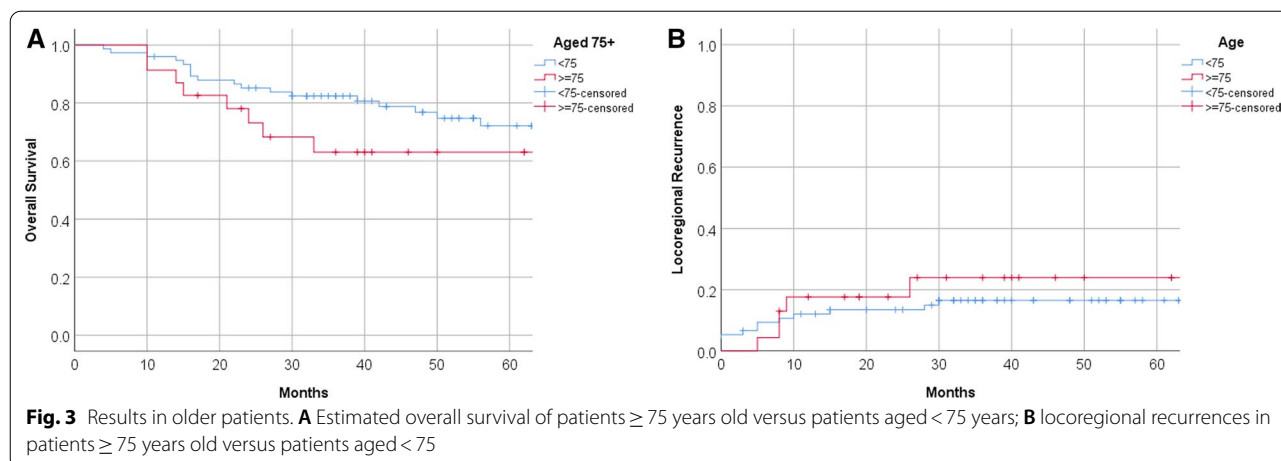 A
Aged 75+
<75
>=75
<75-censored
>=75-censored
Overall Survival
1.0
0.8
0.6
0.4
0.2
0.0
0 10 20 30 40 50 60
Months
B
Age
<75
>=75
<75-censored
>=75-censored
Locoregional Recurrence
1.0
0.8
0.6
0.4
0.2
0.0
0 10 20 30 40 50 60
Months
Fig. 3 Results in older patients. A Estimated overall survival of patients ≥ 75 years old versus patients aged < 75 years; B locoregional recurrences in
patients ≥ 75 years old versus patients aged < 75